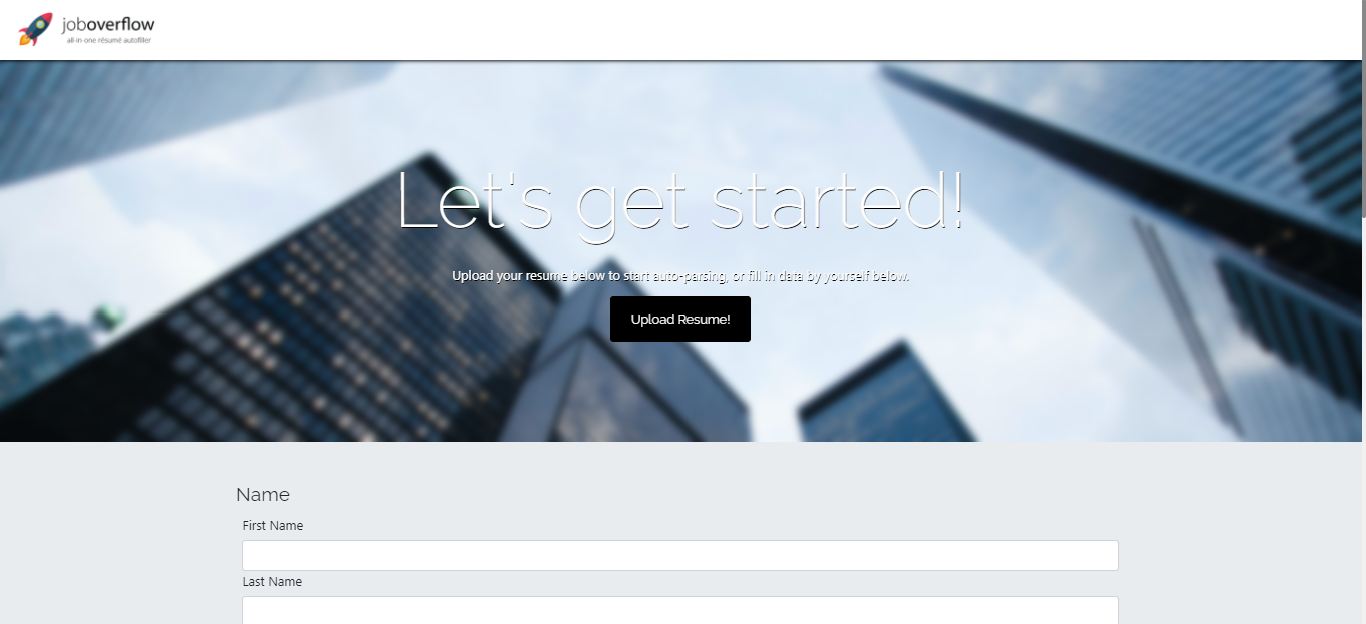 joboverflow
all-in-one résumé autofiller
Let's get started!
Upload your resume below to start auto-parsing, or fill in data by yourself below.
Upload Resume!
Name
First Name
Last Name